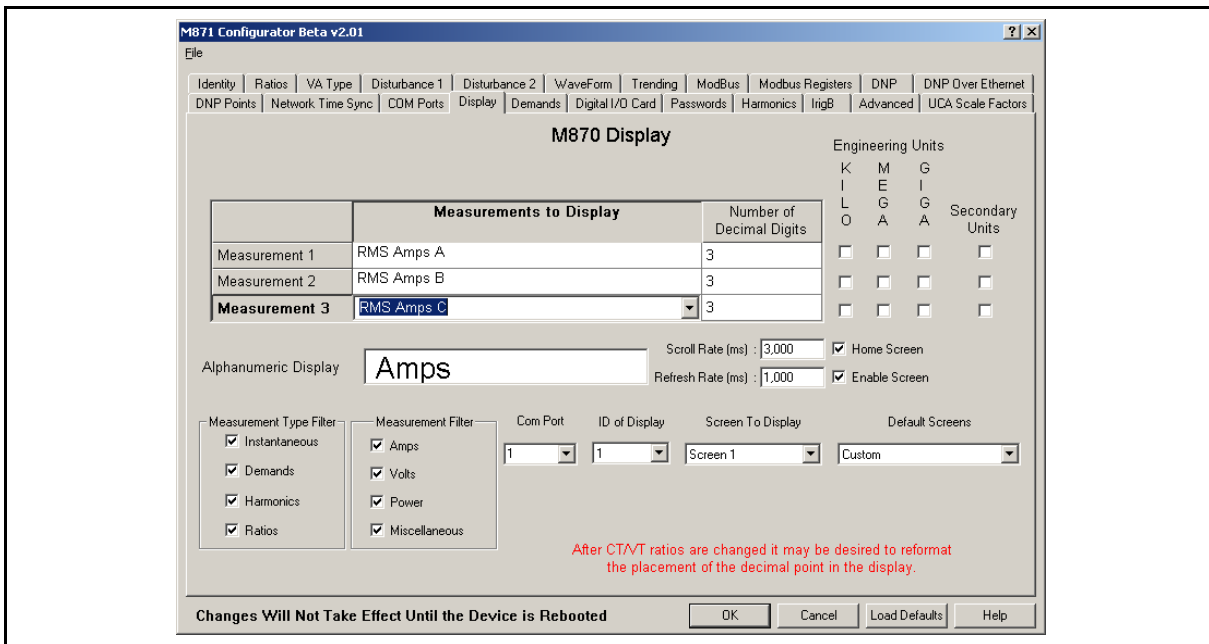 M871 Configurator Beta v2.01
File
Identity Ratios VA Type Disturbance 1 Disturbance 2 WaveForm Trending ModBus Modbus Registers DNP DNP Over Ethernet
DNP Points Network Time Sync COM Ports Display Demands Digital I/O Card Passwords Harmonics IrigB Advanced UCA Scale Factors
M870 Display
Engineering Units
KILO MEGA GIGA
Secondary Units
Measurements to Display Number of Decimal Digits
Measurement 1 RMS Amps A 3
Measurement 2 RMS Amps B 3
Measurement 3 RMS Amps C 3
Alphanumeric Display Amps
Scroll Rate (ms) : 3,000 Home Screen
Refresh Rate (ms) : 1,000 Enable Screen
Measurement Type Filter
Instantaneous
Demands
Harmonics
Ratios
Measurement Filter
Amps
Volts
Power
Miscellaneous
Com Port ID of Display Screen To Display Default Screens
1 1 Screen 1 Custom
After CT/VT ratios are changed it may be desired to reformat
the placement of the decimal point in the display.
Changes Will Not Take Effect Until the Device is Rebooted
OK Cancel Load Defaults Help